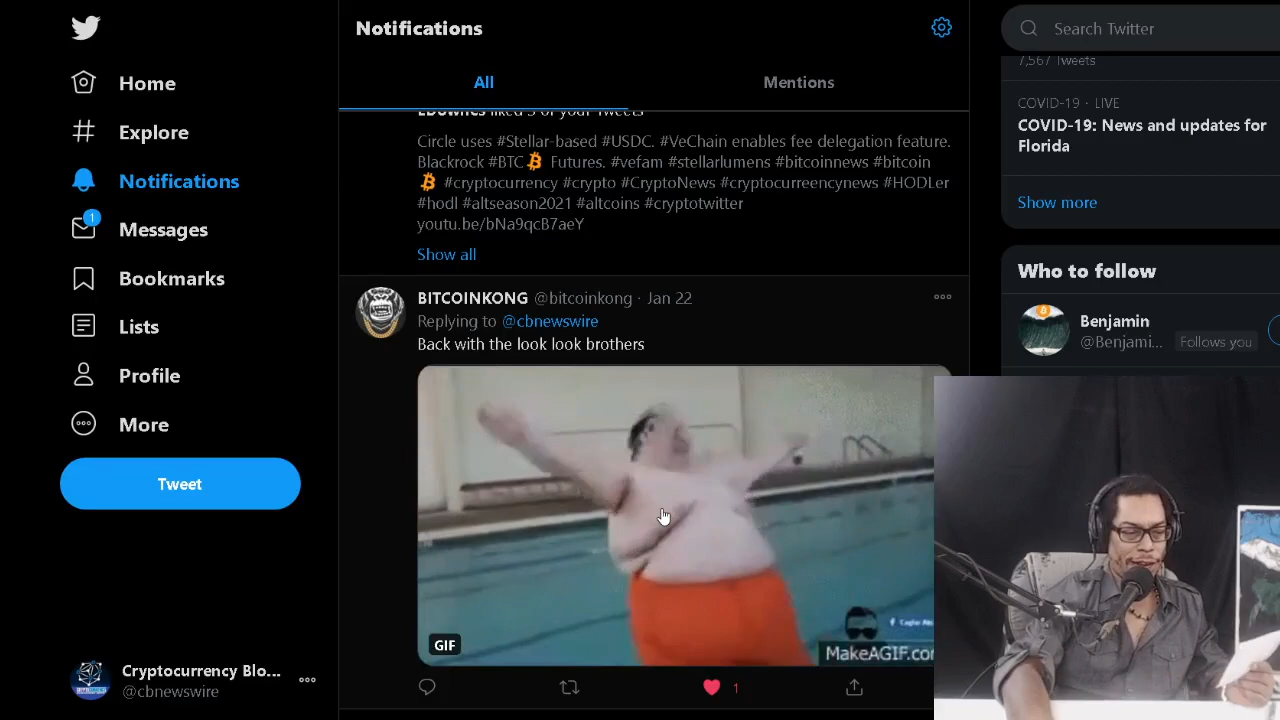 Home
Explore
Notifications
1
Messages
Bookmarks
Lists
Profile
More
Tweet
Cryptocurrency Blo...
@cbnewswire
Notifications
All
Mentions
liked 3 of your Tweets
Circle uses #Stellar-based #USDC. #VeChain enables fee delegation feature.
Blackrock #BTC Futures. #vefam #stellarlumens #bitcoinnews #bitcoin
#cryptocurrency #crypto #CryptoNews #cryptocurreencynews #HODLer
#hodl #altseason2021 #altcoins #cryptotwitter
youtu.be/bNa9qcB7aeY
Show all
BITCOINKONG @bitcoinkong · Jan 22
Replying to @cbnewswire
Back with the look look brothers
GIF
MakeAGIF.com
1
Search Twitter
7,567 Tweets
COVID-19 · LIVE
COVID-19: News and updates for
Florida
Show more
Who to follow
Benjamin
@Benjami... Follows you